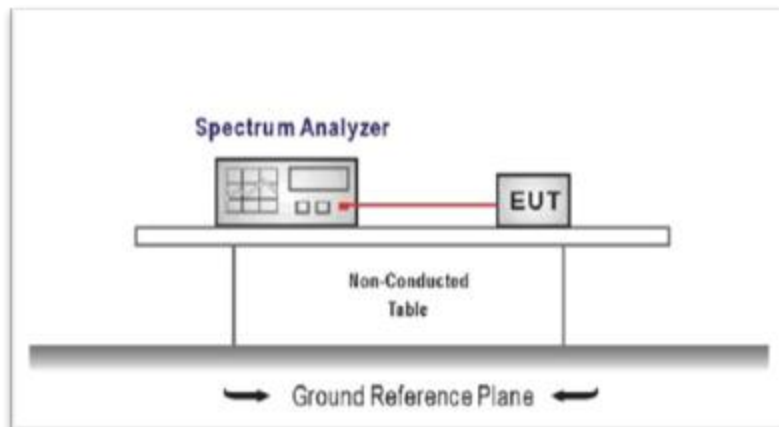 Spectrum Analyzer
EUT
Non-Conducted
Table
Ground Reference Plane